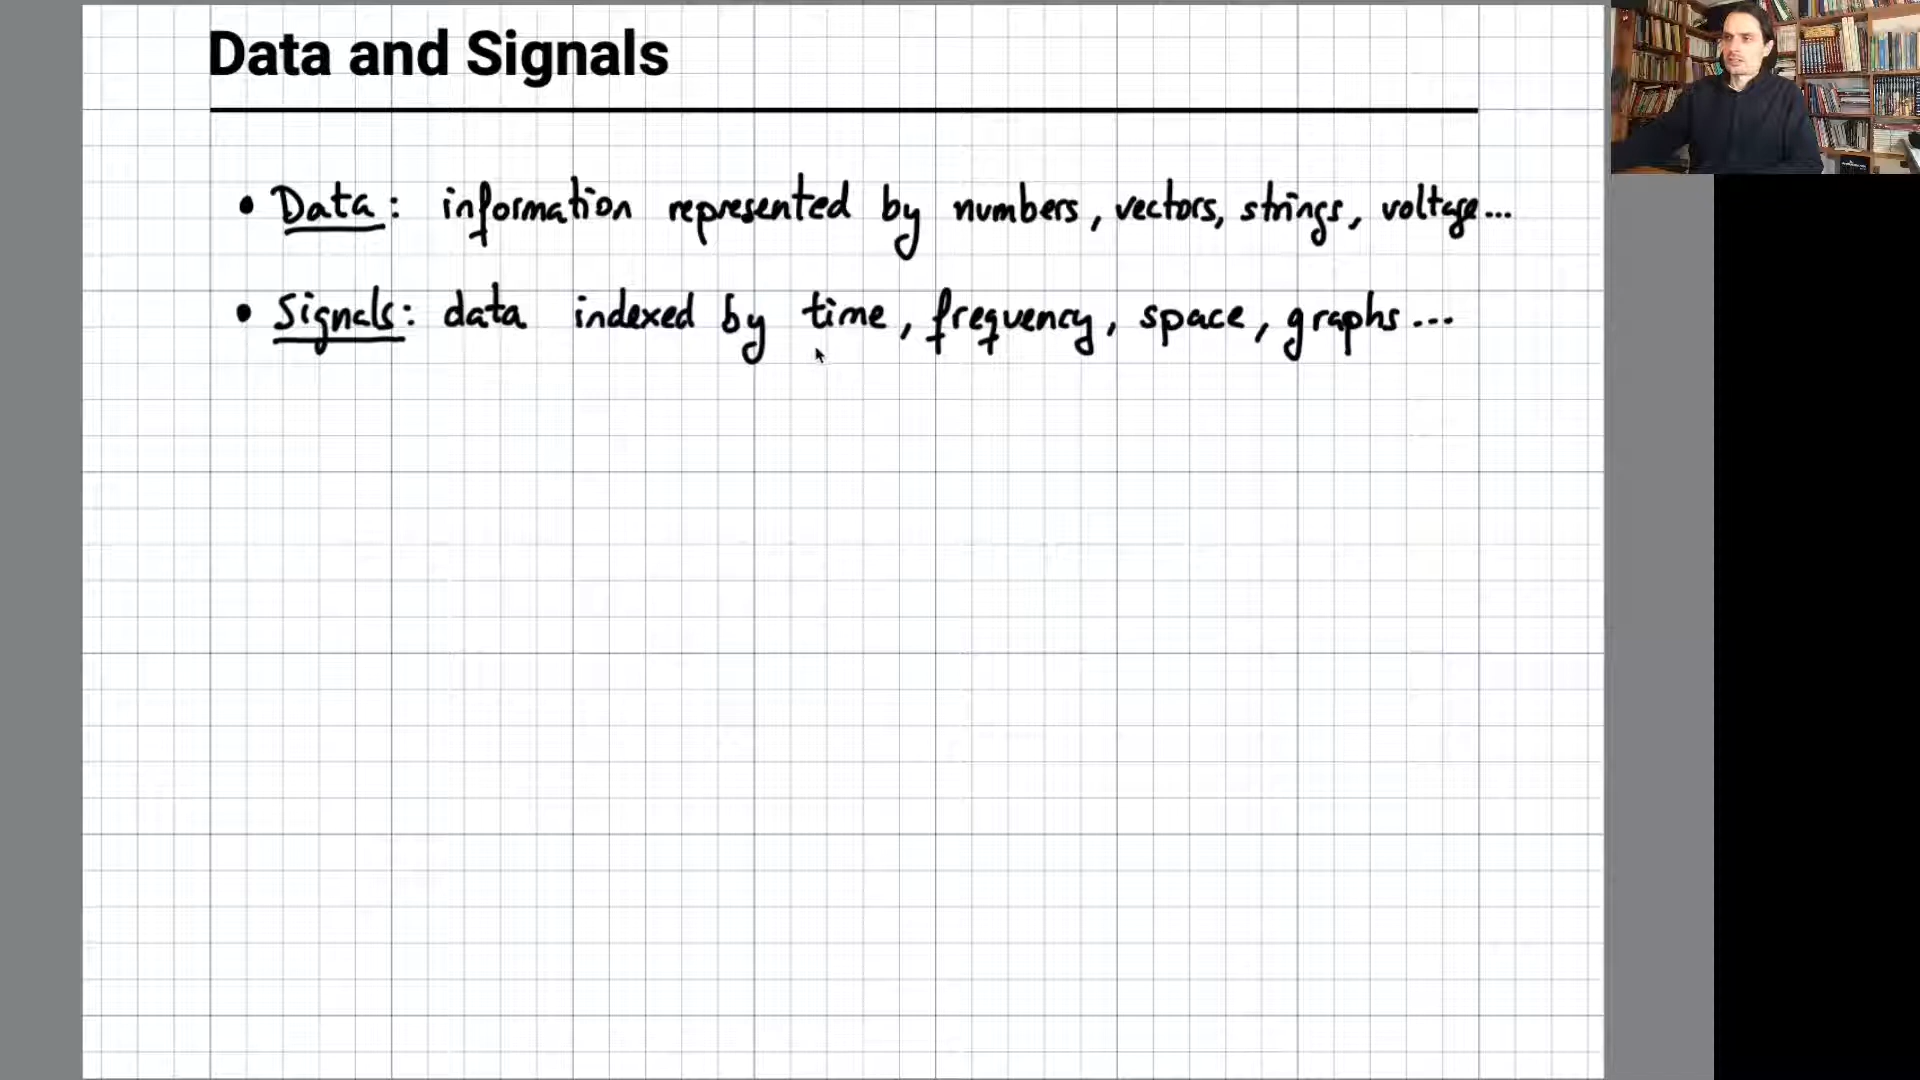 Data and Signals
• Data: information represented by numbers, vectors, strings, voltage...
• Signals: data indexed by time, frequency, space, graphs...